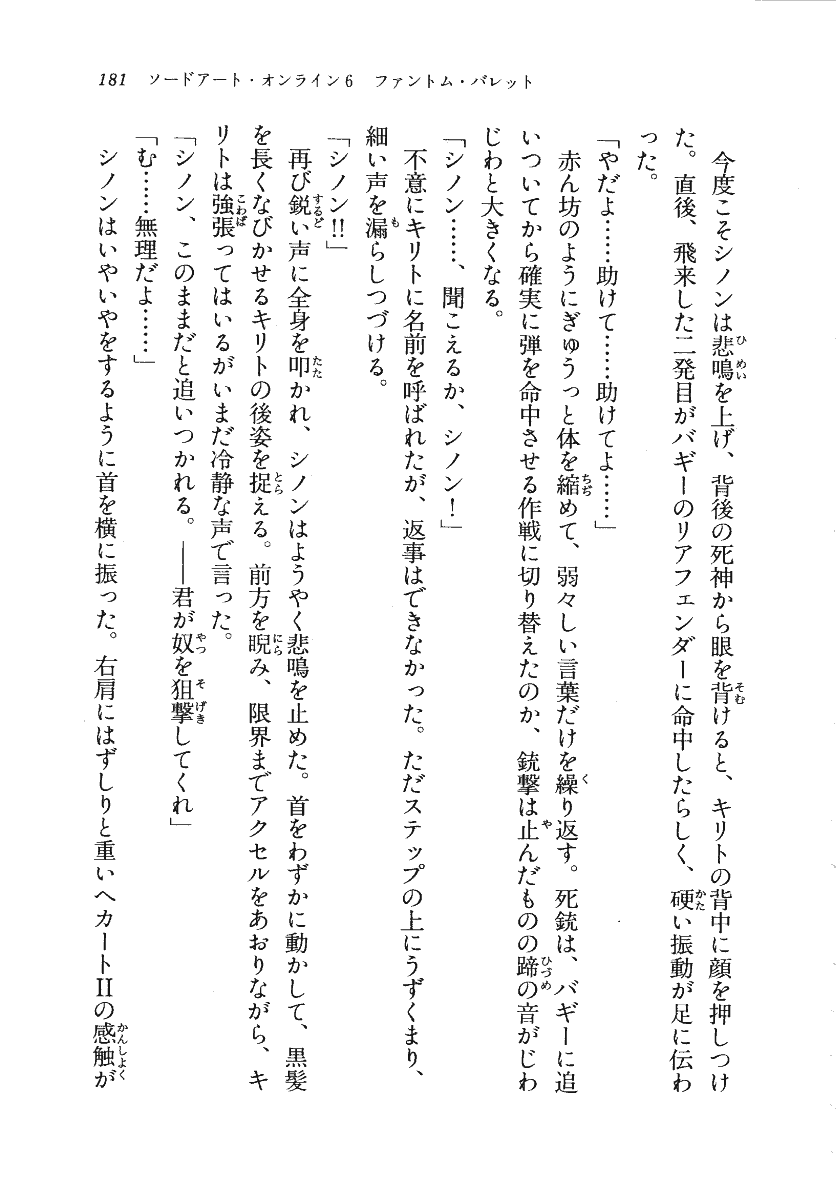 181　ソードアート・オンライン6　ファントム・バレット
　今度こそシノンは悲鳴を上げ、背後の死神から眼を背けると、キリトの背中に顔を押しつけ
た。直後、飛来した二発目がバギーのリアフェンダーに命中したらしく、硬い振動が足に伝わ
った。
「やだよ……助けて……助けてよ……」
　赤ん坊のようにぎゅうっと体を縮めて、弱々しい言葉だけを繰り返す。死銃は、バギーに追
いついてから確実に弾を命中させる作戦に切り替えたのか、銃撃は止んだものの蹄の音がじわ
じわと大きくなる。
「シノン……、聞こえるか、シノン！」
　不意にキリトに名前を呼ばれたが、返事はできなかった。ただステップの上にうずくまり、
細い声を漏らしつづける。
「シノン!!」
　再び鋭い声に全身を叩かれ、シノンはようやく悲鳴を止めた。首をわずかに動かして、黒髪
を長くなびかせるキリトの後姿を捉える。前方を睨み、限界までアクセルをあおりながら、キ
リトは強張ってはいるがいまだ冷静な声で言った。
「シノン、このままだと追いつかれる。――君が奴を狙撃してくれ」
「む……無理だよ……」
　シノンはいやいやをするように首を横に振った。右肩にはずしりと重いヘカートIIの感触が